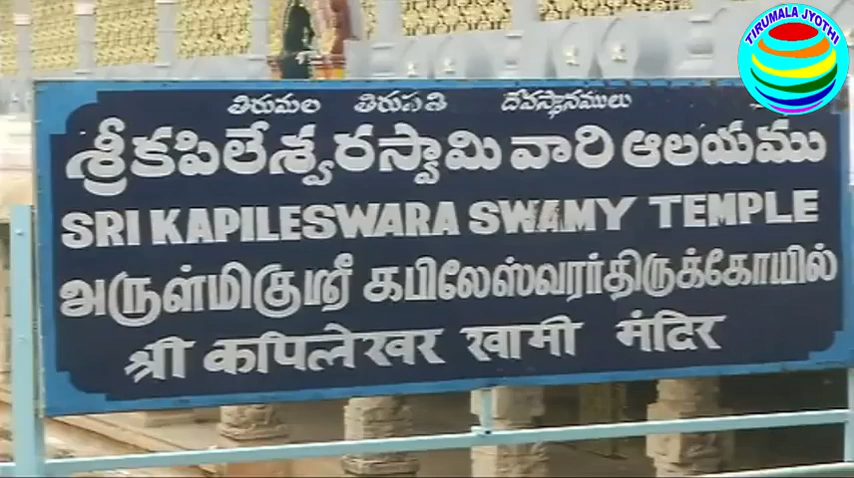 TIRUMALA JYOTHI
తిరుమల తిరుపతి దేవస్థానములు
శ్రీ కపిలేశ్వరస్వామి వారి ఆలయము
SRI KAPILESWARA SWAMY TEMPLE
அருள்மிகு ஸ்ரீ கபிலேஸ்வரர் திருக்கோயில்
श्री कपिलेश्वर स्वामी मंदिर